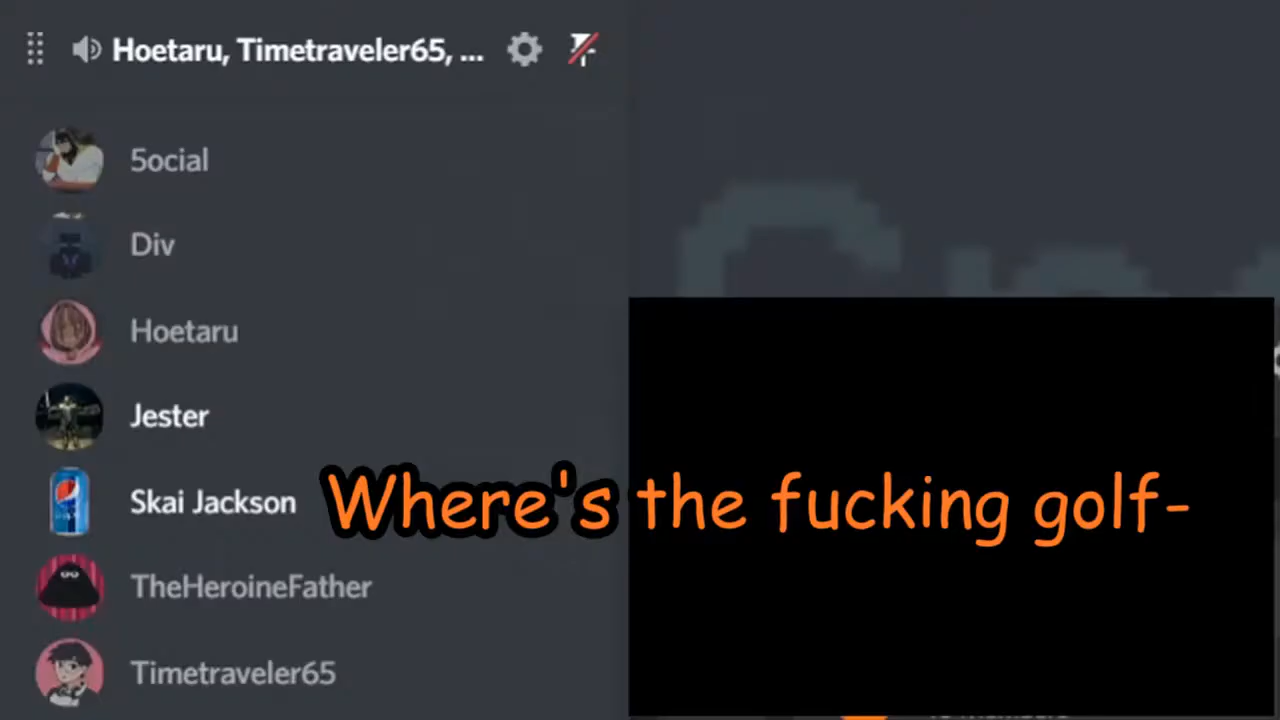 Hoetaru, Timetraveler65, ...
5ocial
Div
Hoetaru
Jester
Skai Jackson
Where's the fucking golf-
TheHeroineFather
Timetraveler65